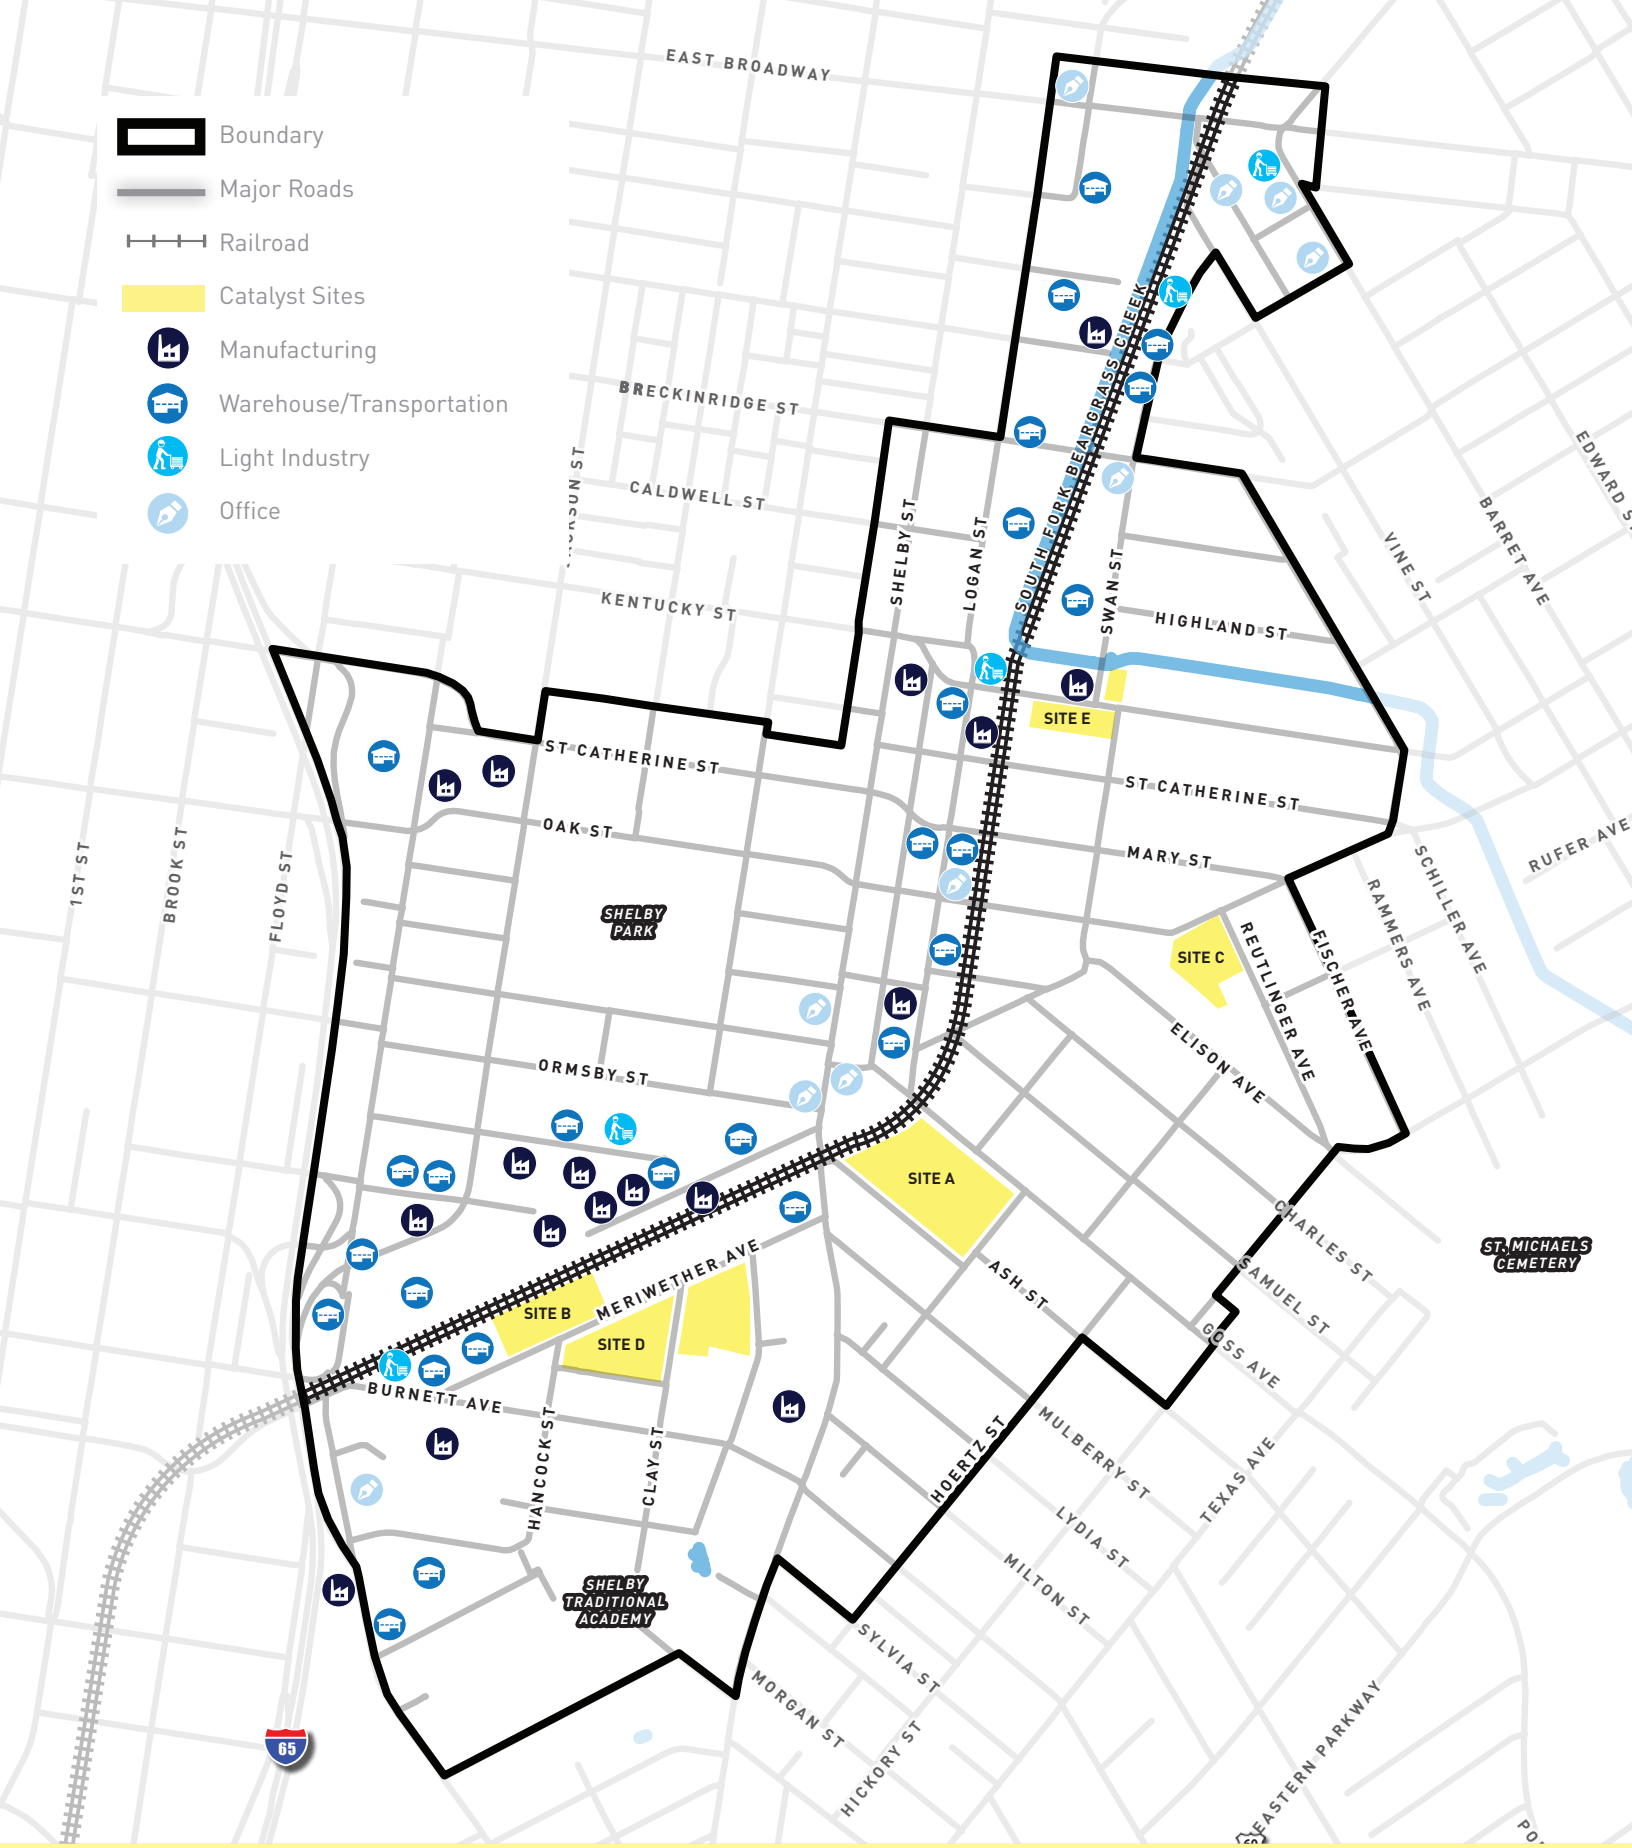 EAST BROADWAY
Boundary
Major Roads
Railroad
Catalyst Sites
Manufacturing
Warehouse/Transportation
Light Industry
Office
BRECKINRIDGE ST
CALDWELL ST
KENTUCKY ST
SHELBY ST
LOGAN ST
SOUTH FORK BEARGRASS CREEK
SWAN ST
HIGHLAND ST
VINE ST
BARRET AVE
EDWARD S
SITE E
ST CATHERINE ST
ST CATHERINE ST
OAK ST
MARY ST
1ST ST
BROOK ST
FLOYD ST
SHELBY
PARK
SITE C
REUTLINGER AVE
FISCHER AVE
RAMMERS AVE
SCHILLER AVE
RUFER AVE
ELISON AVE
ORMSBY ST
SITE A
CHARLES ST
SAMUEL ST
GOSS AVE
ST. MICHAELS
CEMETERY
ASH ST
MERIWETHER AVE
SITE B
SITE D
BURNETT AVE
HANCOCK ST
CLAY ST
HOERTZ ST
MULBERRY ST
LYDIA ST
MILTON ST
TEXAS AVE
SHELBY
TRADITIONAL
ACADEMY
SYLVIA ST
MORGAN ST
HICKORY ST
EASTERN PARKWAY
65